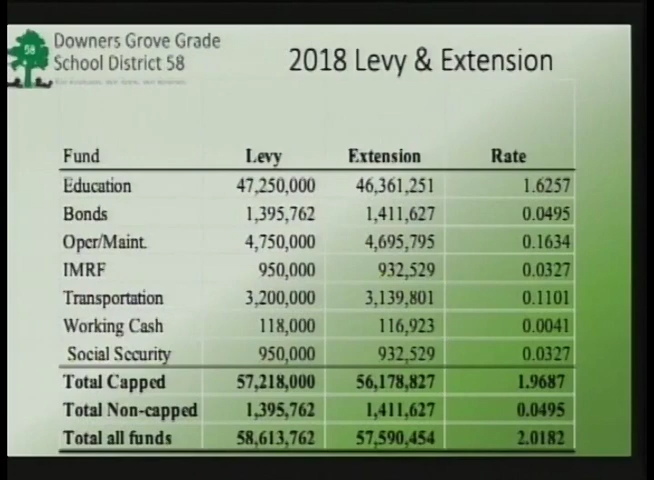 58
Downers Grove Grade
School District 58
2018 Levy & Extension
Fund Levy Extension Rate
Education 47,250,000 46,361,251 1.6257
Bonds 1,395,762 1,411,627 0.0495
Oper/Maint. 4,750,000 4,695,795 0.1634
IMRF 950,000 932,529 0.0327
Transportation 3,200,000 3,139,801 0.1101
Working Cash 118,000 116,923 0.0041
Social Security 950,000 932,529 0.0327
Total Capped 57,218,000 56,178,827 1.9687
Total Non-capped 1,395,762 1,411,627 0.0495
Total all funds 58,613,762 57,590,454 2.0182